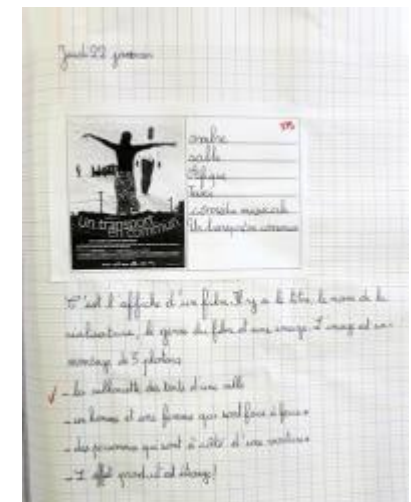 Jeudi 22 janvier
ombre
salle
Afrique
comédie musicale
Un transport en commun
Un transport
en commun
C'est l'affiche d'un film. Il y a le titre, le nom de la
réalisatrice, le genre du film et une image. L'image est un
montage de 3 photos
- la silhouette des toits d'une ville
- un homme et une femme qui sont face à face
- des personnes qui sont à côté d'une voiture
- L'effet produit est étrange!